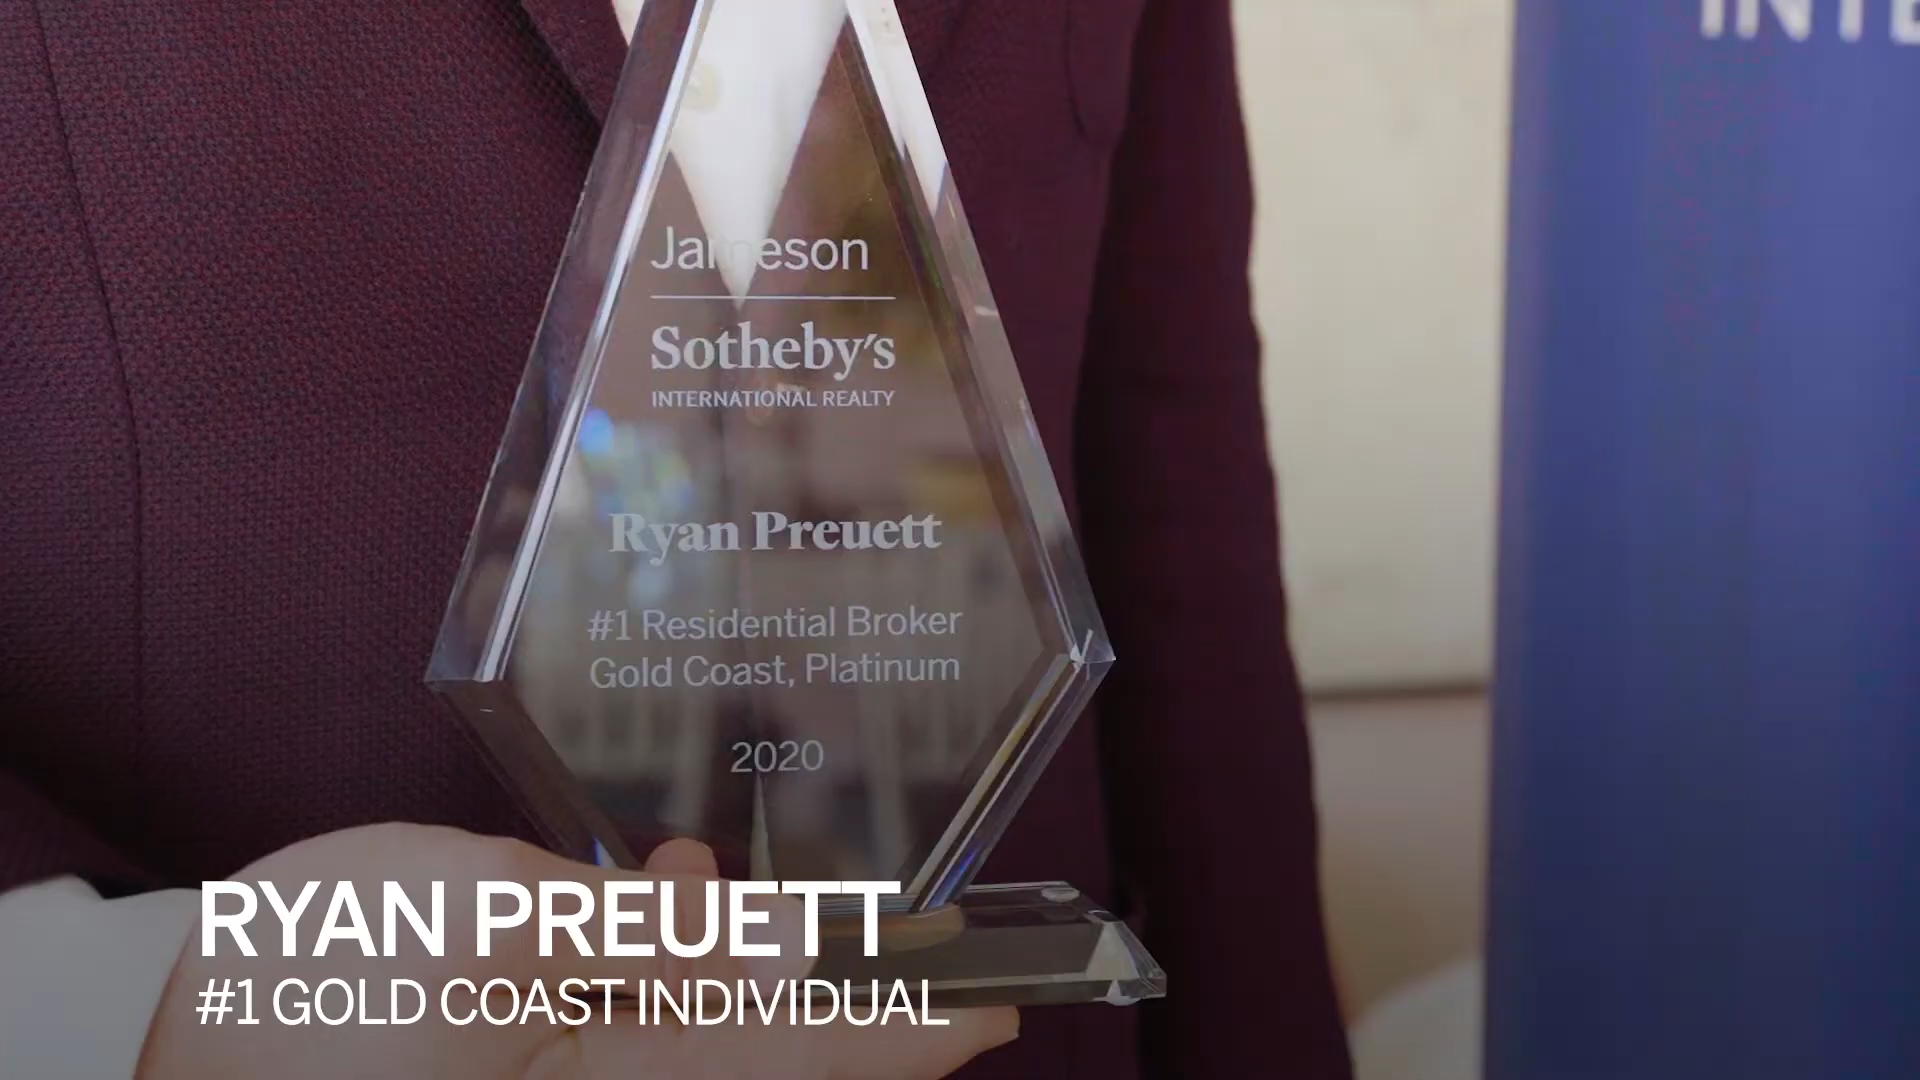 INTE
Jameson
Sotheby's
INTERNATIONAL REALTY
Ryan Preuett
#1 Residential Broker
Gold Coast, Platinum
2020
RYAN PREUETT
#1 GOLD COAST INDIVIDUAL